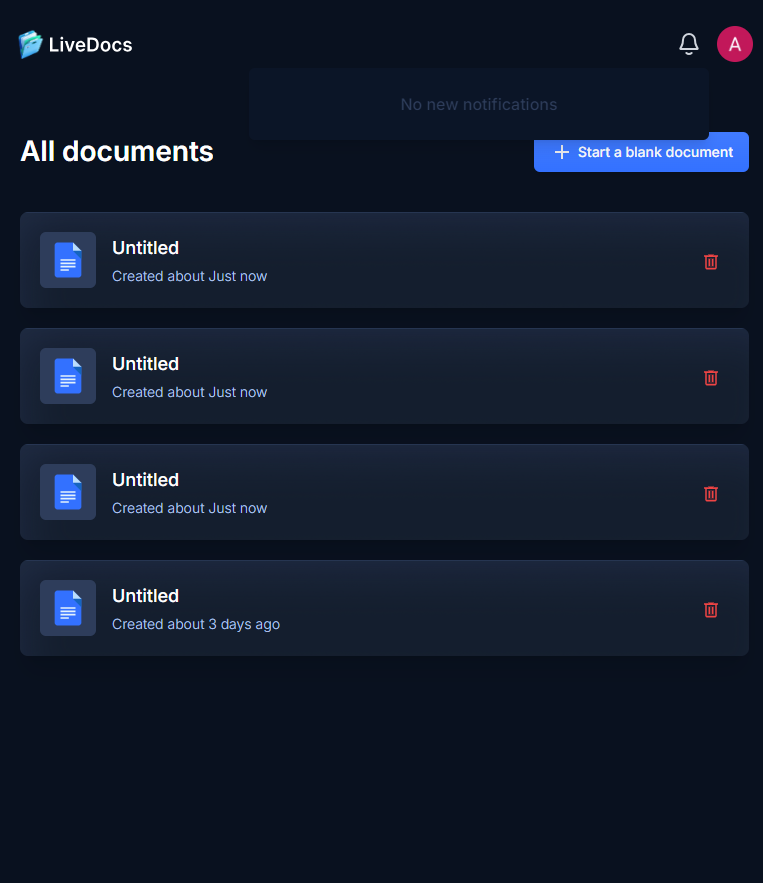 LiveDocs
A
No new notifications
All documents
Start a blank document
Untitled
Created about Just now
Untitled
Created about Just now
Untitled
Created about Just now
Untitled
Created about 3 days ago